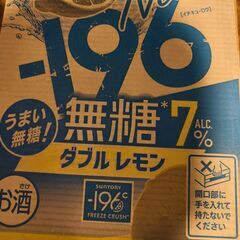 -196
[イチキューロク]
うまい
無糖!
無糖* 7
ALC.
%
ダブルレモン
お酒
SUNTORY
-196℃
FREEZE CRUSH
開口部に
手を入れて
持たないで
ください